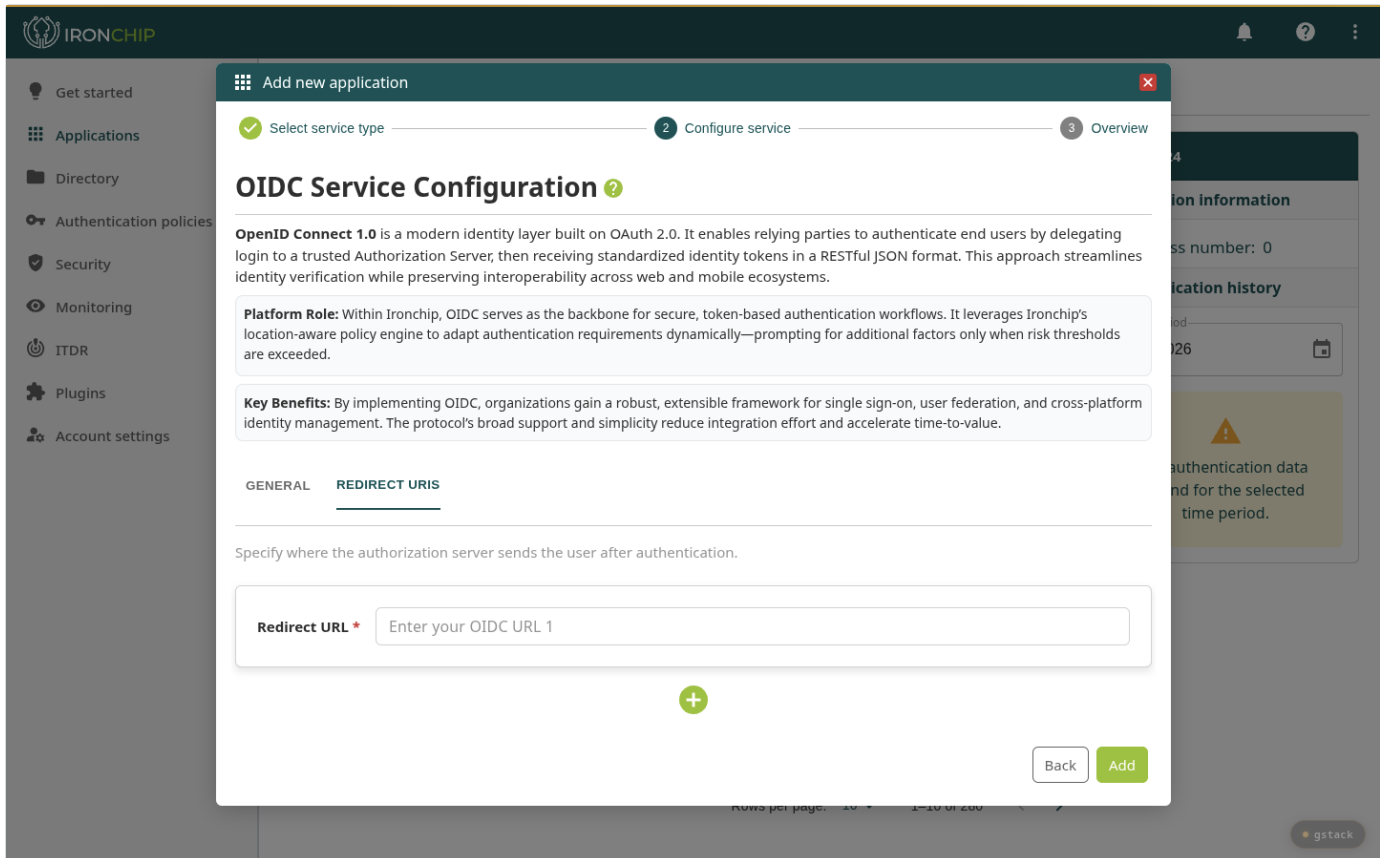 IRONCHIP
Get started
Applications
Directory
Authentication policies
Security
Monitoring
ITDR
Plugins
Account settings
Add new application
Select service type
2 Configure service
3 Overview
OIDC Service Configuration ?
OpenID Connect 1.0 is a modern identity layer built on OAuth 2.0. It enables relying parties to authenticate end users by delegating
login to a trusted Authorization Server, then receiving standardized identity tokens in a RESTful JSON format. This approach streamlines
identity verification while preserving interoperability across web and mobile ecosystems.
Platform Role: Within Ironchip, OIDC serves as the backbone for secure, token-based authentication workflows. It leverages Ironchip’s
location-aware policy engine to adapt authentication requirements dynamically—prompting for additional factors only when risk thresholds
are exceeded.
Key Benefits: By implementing OIDC, organizations gain a robust, extensible framework for single sign-on, user federation, and cross-platform
identity management. The protocol’s broad support and simplicity reduce integration effort and accelerate time-to-value.
GENERAL
REDIRECT URIS
Specify where the authorization server sends the user after authentication.
Redirect URL *
Enter your OIDC URL 1
Back
Add
information
number: 0
history
authentication data
for the selected
time period.
Rows per page: 10
1–10 of 260
gstack